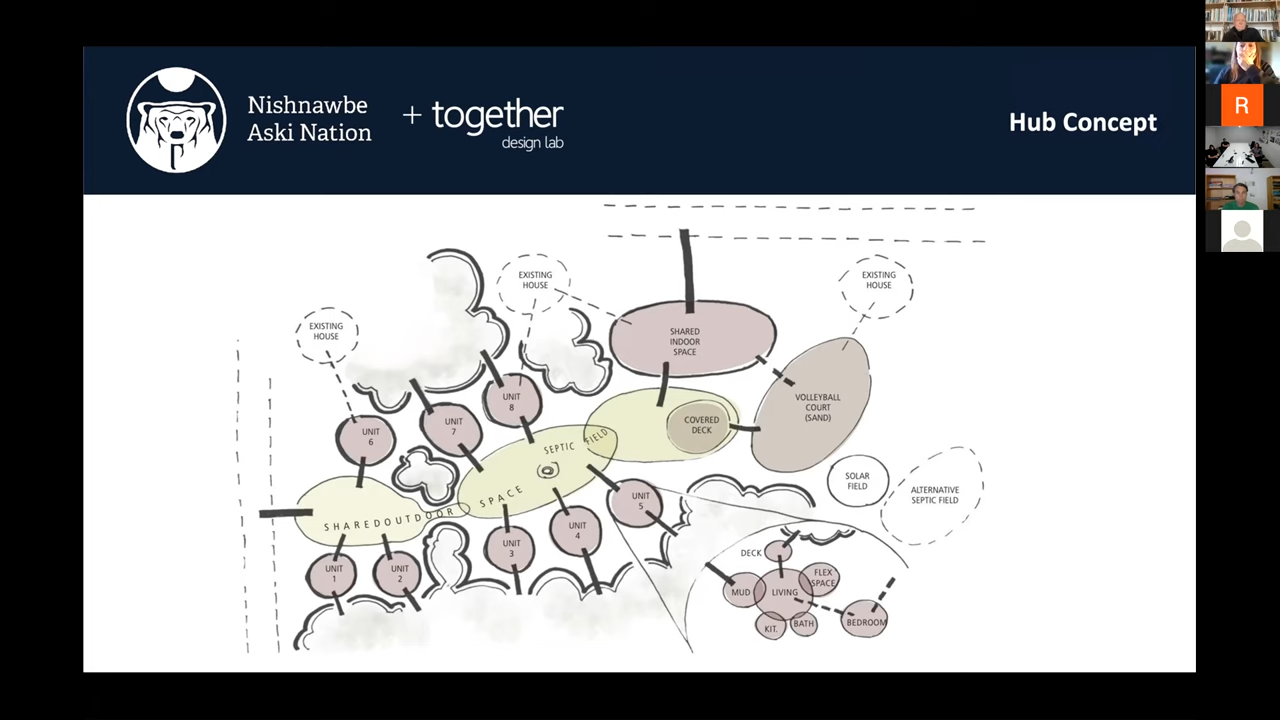 Nishnawbe
Aski Nation
+ together
design lab
Hub Concept
R
EXISTING
HOUSE
EXISTING
HOUSE
EXISTING
HOUSE
SHARED
INDOOR
SPACE
VOLLEYBALL
COURT
(SAND)
COVERED
DECK
UNIT
8
UNIT
7
UNIT
6
SEPTIC FIELD
SHARED OUTDOOR SPACE
SOLAR
FIELD
ALTERNATIVE
SEPTIC FIELD
UNIT
5
UNIT
4
UNIT
3
UNIT
1
UNIT
2
DECK
FLEX
SPACE
MUD
LIVING
KIT.
BATH
BEDROOM